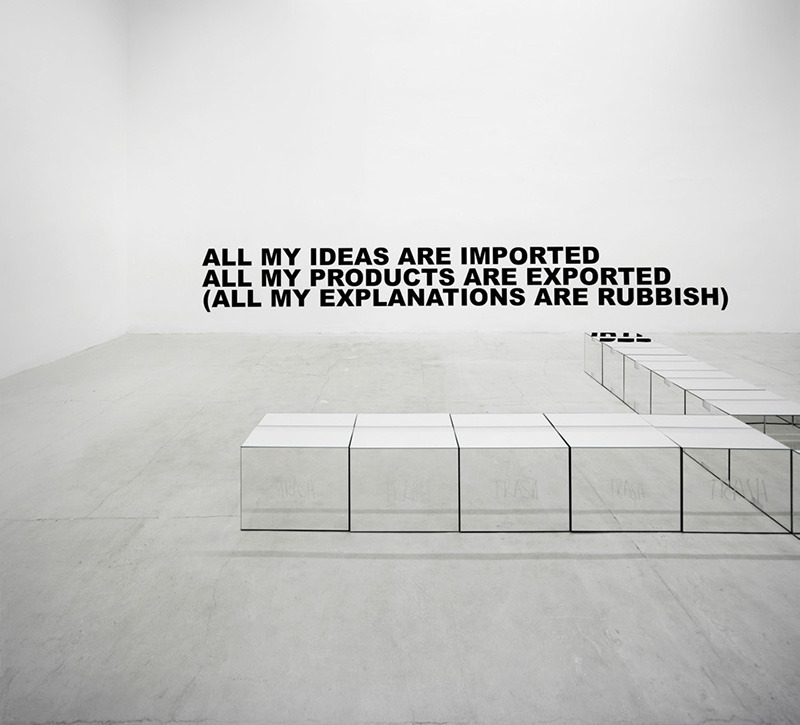 ALL MY IDEAS ARE IMPORTED
ALL MY PRODUCTS ARE EXPORTED
(ALL MY EXPLANATIONS ARE RUBBISH)